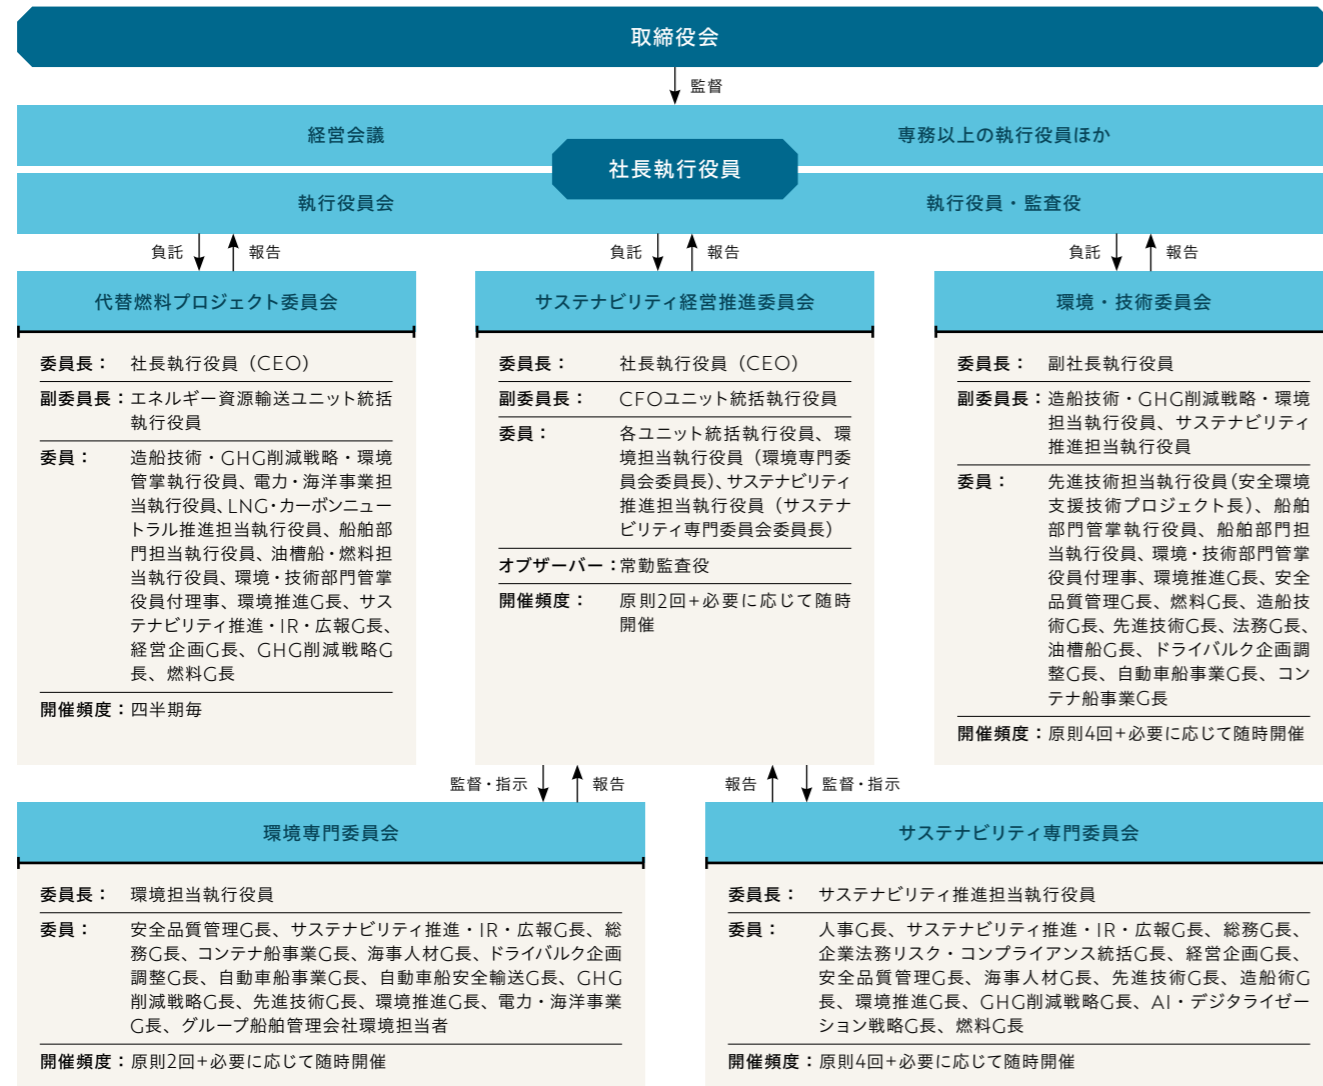 取締役会
監督
経営会議
専務以上の執行役員ほか
社長執行役員
執行役員会
執行役員・監査役
負託
報告
負託
報告
負託
報告
代替燃料プロジェクト委員会
委員長： 社長執行役員（CEO）
副委員長：エネルギー資源輸送ユニット統括
執行役員
委員： 造船技術・GHG削減戦略・環境
管掌執行役員、電力・海洋事業担
当執行役員、LNG・カーボンニュー
トラル推進担当執行役員、船舶部
門担当執行役員、油槽船・燃料担
当執行役員、環境・技術部門管掌
役員付理事、環境推進G長、サス
テナビリティ推進・IR・広報G長、
経営企画G長、GHG削減戦略G
長、燃料G長
開催頻度：四半期毎
サステナビリティ経営推進委員会
委員長： 社長執行役員（CEO）
副委員長： CFOユニット統括執行役員
委員： 各ユニット統括執行役員、環
境担当執行役員（環境専門委
員会委員長）、サステナビリティ
推進担当執行役員（サステナ
ビリティ専門委員会委員長）
オブザーバー：常勤監査役
開催頻度： 原則2回+必要に応じて随時
開催
環境・技術委員会
委員長： 副社長執行役員
副委員長：造船技術・GHG削減戦略・環境
担当執行役員、サステナビリティ
推進担当執行役員
委員： 先進技術担当執行役員（安全環境
支援技術プロジェクト長）、船舶
部門管掌執行役員、船舶部門担
当執行役員、環境・技術部門管掌
役員付理事、環境推進G長、安全
品質管理G長、燃料G長、造船技
術G長、先進技術G長、法務G長、
油槽船G長、ドライバルク企画調
整G長、自動車船事業G長、コン
テナ船事業G長
開催頻度：原則4回+必要に応じて随時開催
監督・指示
報告
報告
監督・指示
環境専門委員会
委員長： 環境担当執行役員
委員： 安全品質管理G長、サステナビリティ推進・IR・広報G長、総
務G長、コンテナ船事業G長、海事人材G長、ドライバルク企画
調整G長、自動車船事業G長、自動車船安全輸送G長、GHG
削減戦略G長、先進技術G長、環境推進G長、電力・海洋事業
G長、グループ船舶管理会社環境担当者
開催頻度：原則2回+必要に応じて随時開催
サステナビリティ専門委員会
委員長： サステナビリティ推進担当執行役員
委員： 人事G長、サステナビリティ推進・IR・広報G長、総務G長、
企業法務リスク・コンプライアンス統括G長、経営企画G長、
安全品質管理G長、海事人材G長、先進技術G長、造船術G
長、環境推進G長、GHG削減戦略G長、AI・デジタライゼー
ション戦略G長、燃料G長
開催頻度：原則4回+必要に応じて随時開催